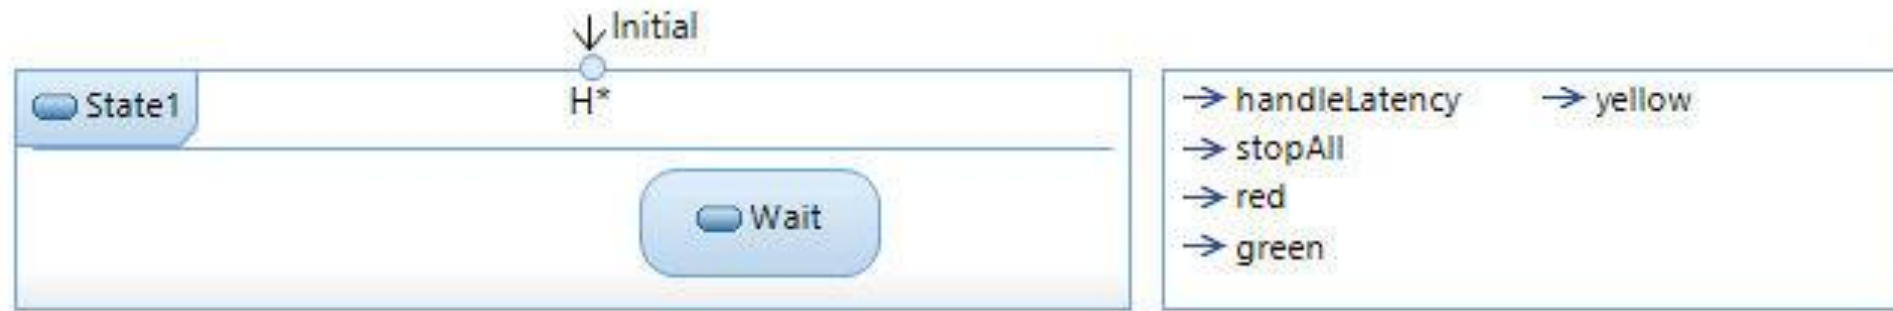 Initial
State1
H*
Wait
handleLatency
yellow
stopAll
red
green